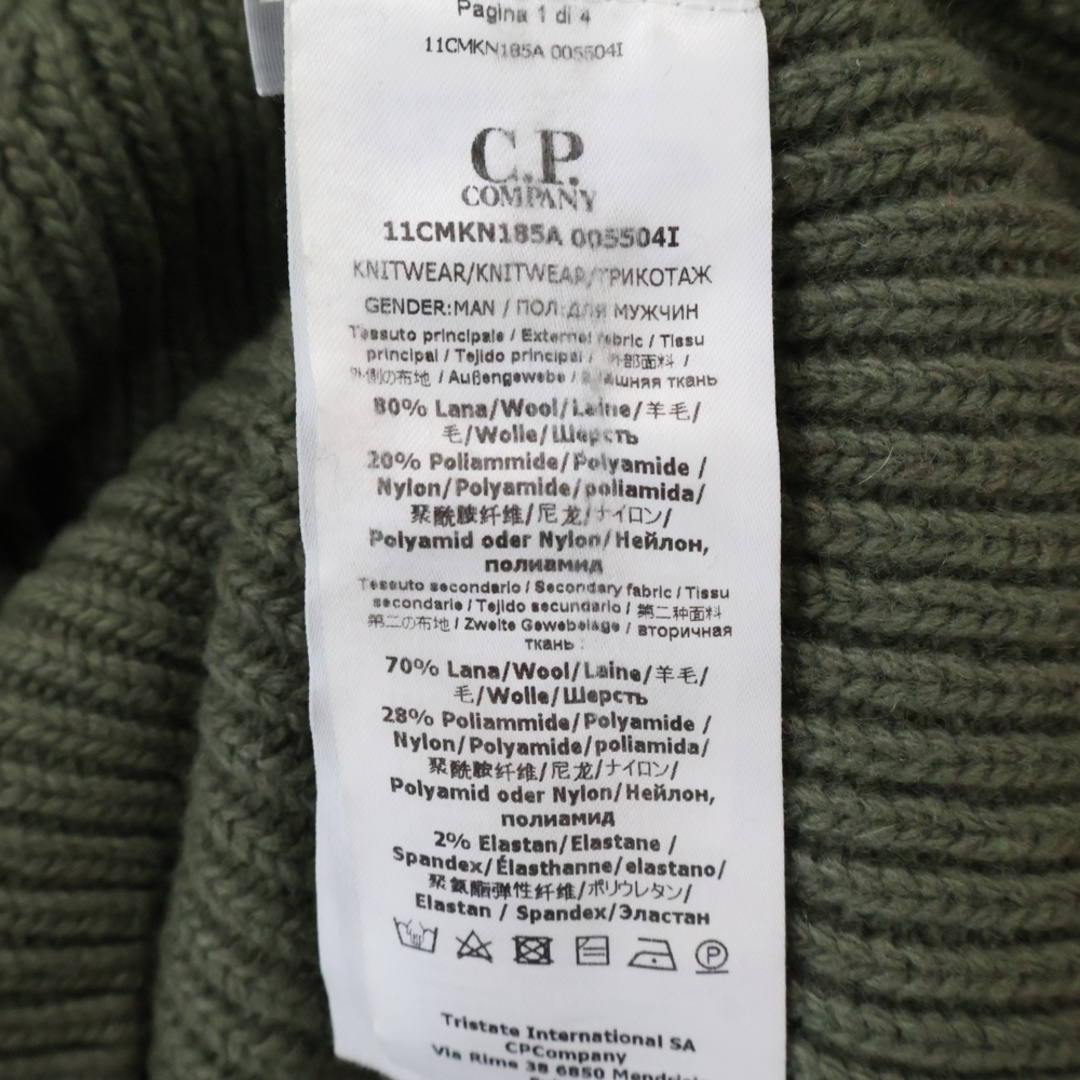 Pagina 1 di 4
11CMKN185A 005504I
C.P.
COMPANY
11CMKN185A 005504I
KNITWEAR/KNITWEAR/ТРИКОТАЖ
GENDER:MAN / ПОЛ:ДЛЯ МУЖЧИН
Tessuto principale / External fabric / Tissu
principal / Tejido principal / 外部面料 /
外側の布地 / Außengewebe / ткань
80% Lana/Wool/Laine/羊毛/
毛/Wolle/Шерсть
20% Poliammide/Polyamide /
Nylon/Polyamide/poliamida/
聚酰胺纤维/尼龙/ナイロン/
Polyamid oder Nylon/Нейлон,
полиамид
Tessuto secondario / Secondary fabric / Tissu
secondarie / Tejido secundario / 第二种面料
第二の布地 / Zweite Gewebelage / вторичная
ткань :
70% Lana/Wool/Laine/羊毛/
毛/Wolle/Шерсть
28% Poliammide/Polyamide /
Nylon/Polyamide/poliamida/
聚酰胺纤维/尼龙/ナイロン/
Polyamid oder Nylon/Нейлон,
полиамид
2% Elastan/Elastane /
Spandex/Élasthanne/elastano/
聚氨酯弹性纤维/ポリウレタン/
Elastan / Spandex/Эластан
P
Tristate International SA
CPCompany
Via Rime 38 6850